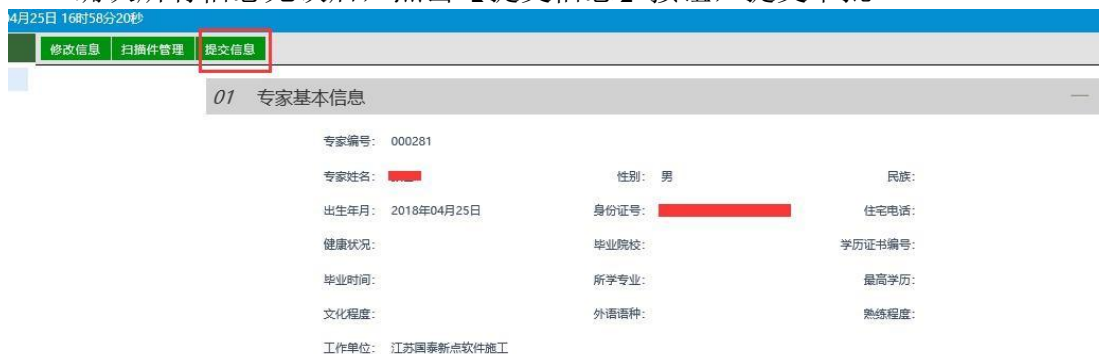 04月25日 16时58分20秒
修改信息 扫描件管理 提交信息
01 专家基本信息
专家编号: 000281
专家姓名: 性别: 男 民族:
出生年月: 2018年04月25日 身份证号: 住宅电话:
健康状况: 毕业院校: 学历证书编号:
毕业时间: 所学专业: 最高学历:
文化程度: 外语语种: 熟练程度:
工作单位: 江苏国泰新点软件施工